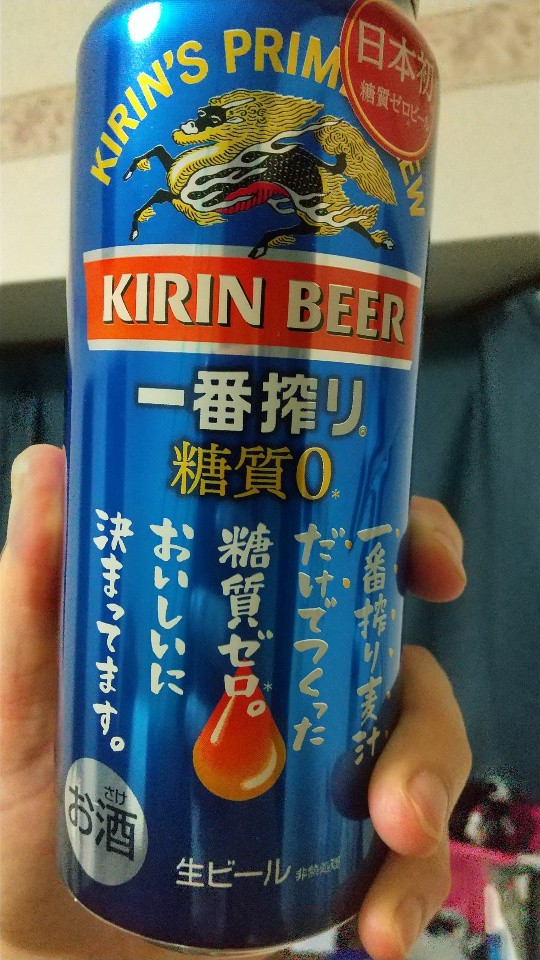 KIRIN'S PRIM
EW
日本初
糖質ゼロビール
KIRIN BEER
一番搾り®
糖質0*
一番搾り麦汁
だけでつくった
糖質ゼロ。*
おいしいに
決まってます。
さけ
お酒
生ビール 非熱処理